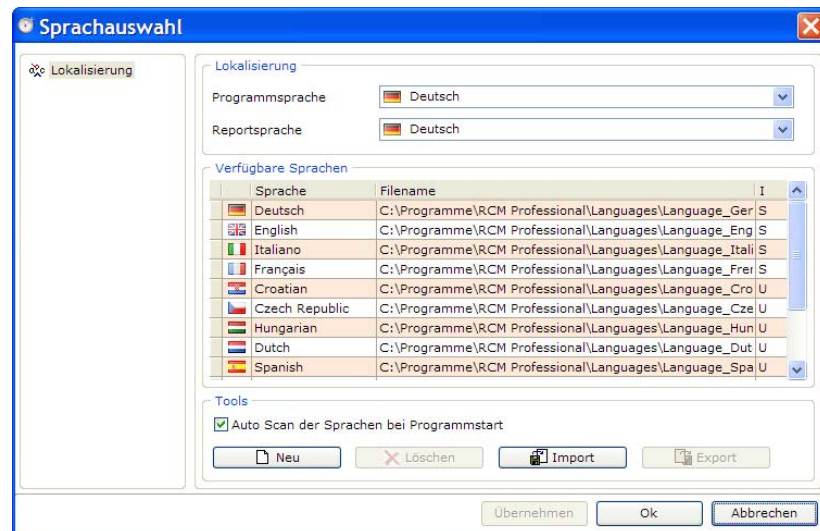 Sprachauswahl
Lokalisierung
Lokalisierung
Programmsprache Deutsch
Reportsprache Deutsch
Verfügbare Sprachen
Sprache Filename I
Deutsch C:\Programme\RCM Professional\Languages\Language_Ger S
English C:\Programme\RCM Professional\Languages\Language_Eng S
Italiano C:\Programme\RCM Professional\Languages\Language_Itali S
Français C:\Programme\RCM Professional\Languages\Language_Frer S
Croatian C:\Programme\RCM Professional\Languages\Language_Cro U
Czech Republic C:\Programme\RCM Professional\Languages\Language_Cze U
Hungarian C:\Programme\RCM Professional\Languages\Language_Hun U
Dutch C:\Programme\RCM Professional\Languages\Language_Dut U
Spanish C:\Programme\RCM Professional\Languages\Language_Spa U
Tools
Auto Scan der Sprachen bei Programmstart
Neu Löschen Import Export
Übernehmen Ok Abbrechen